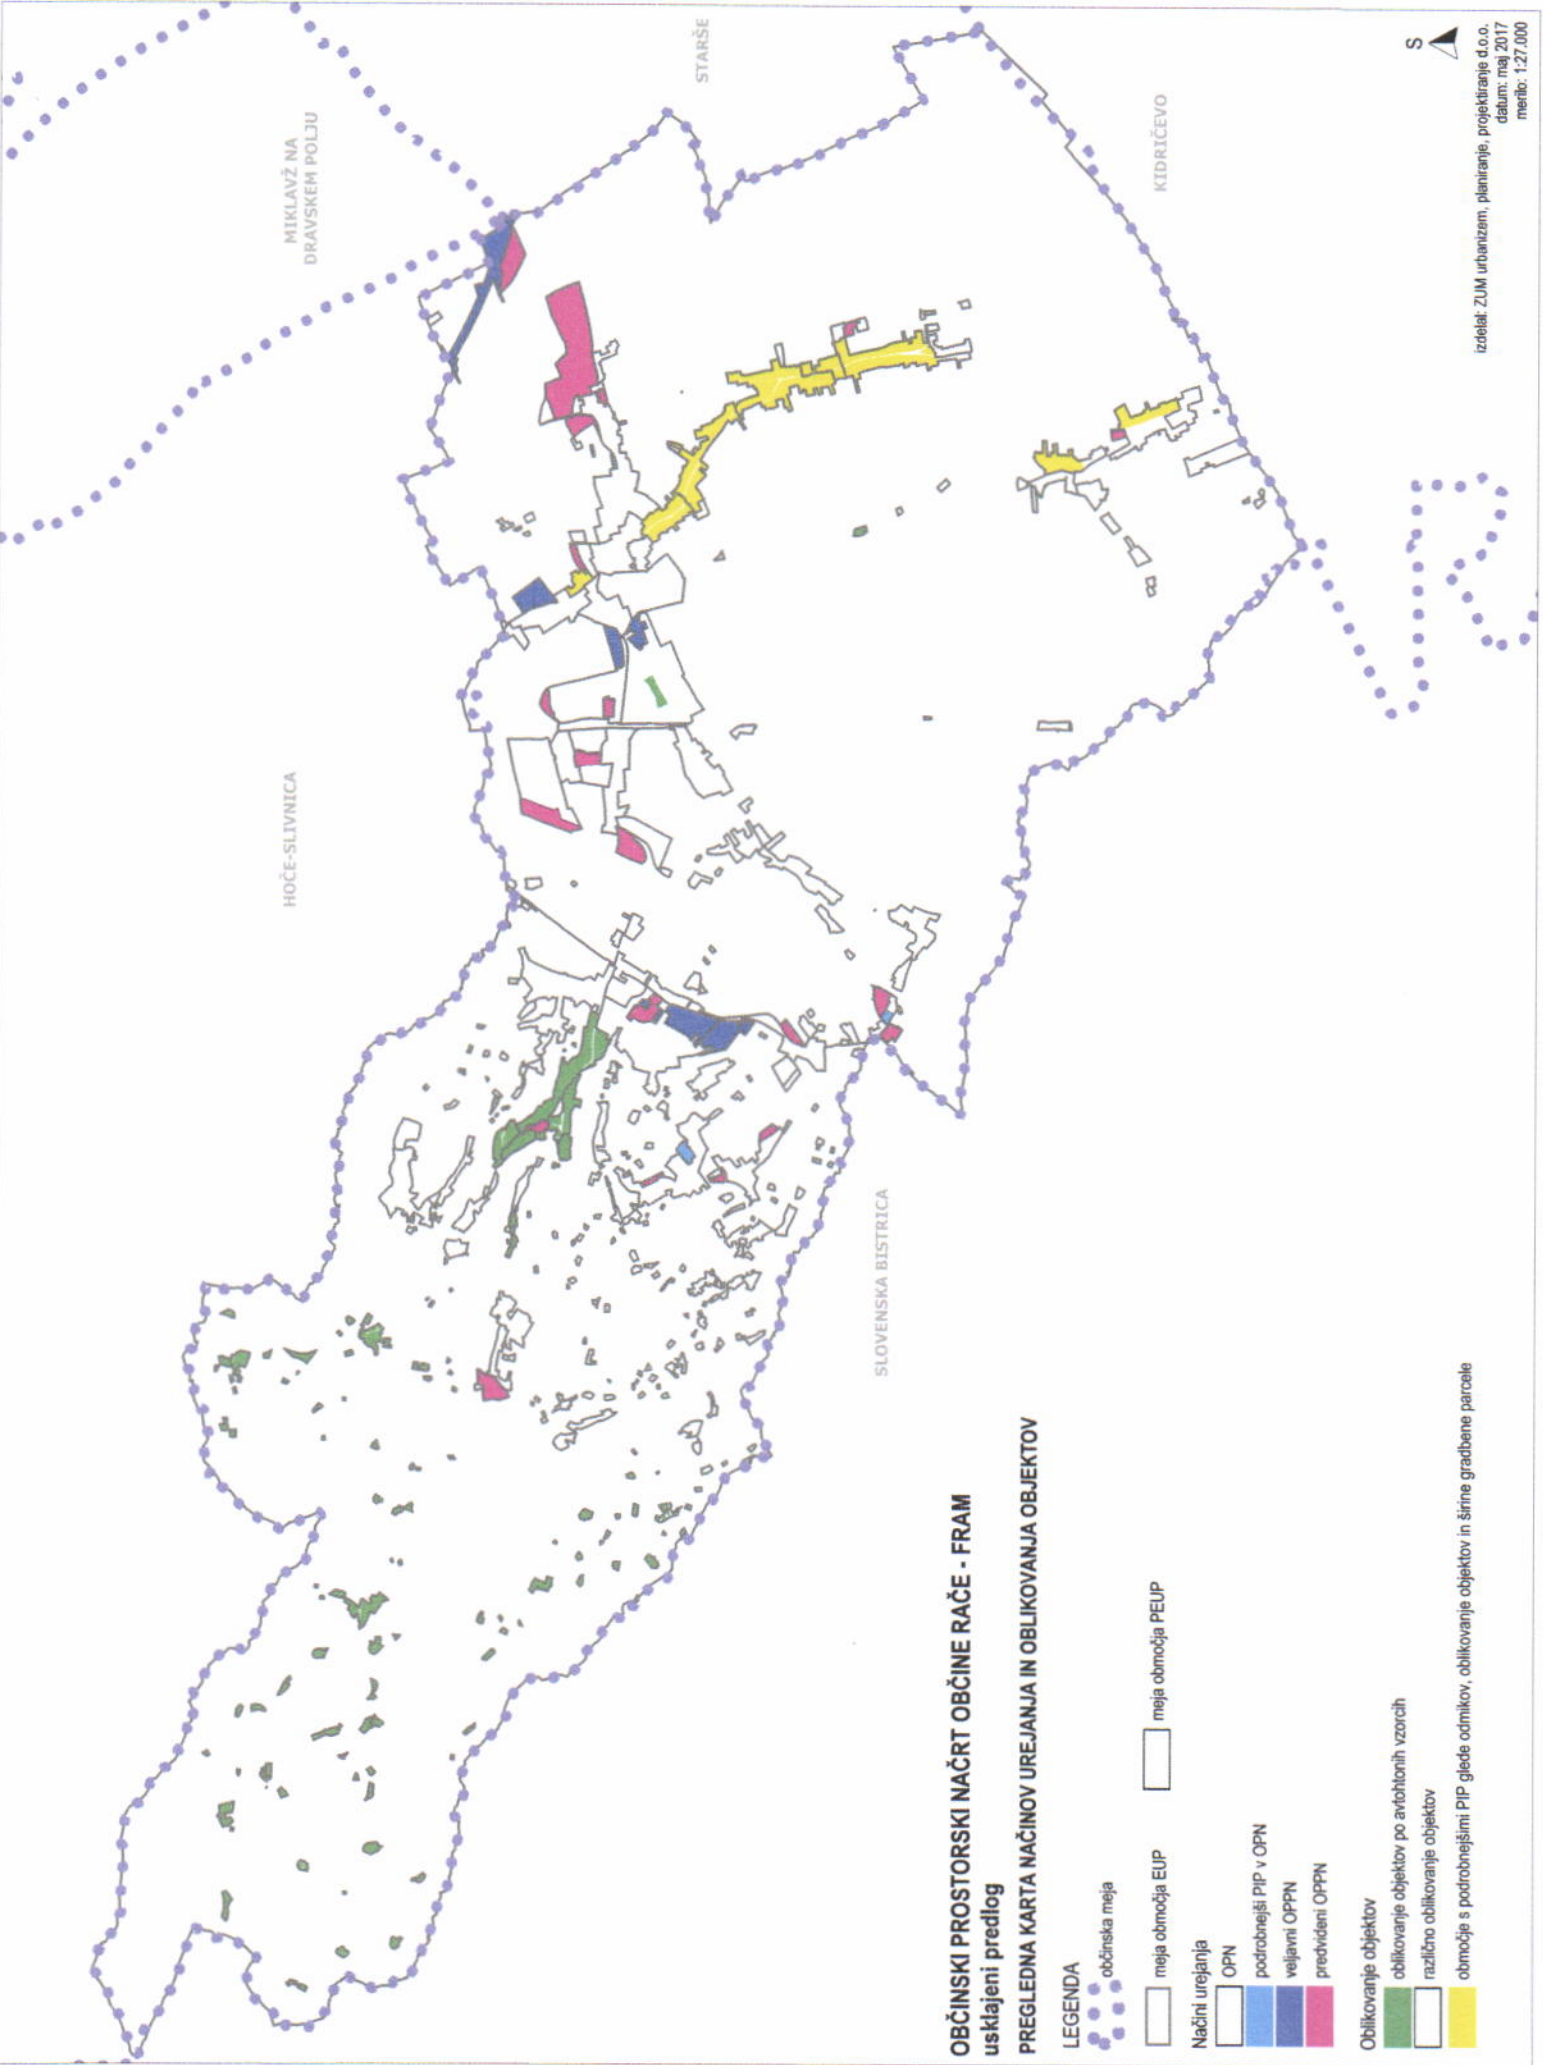 MIKLAVŽ NA
DRAVSKEM POLJU
STARŠE
HOČE-SLIVNICA
KIDRIČEVO
SLOVENSKA BISTRICA
OBČINSKI PROSTORSKI NAČRT OBČINE RAČE - FRAM
usklajeni predlog
PREGLEDNA KARTA NAČINOV UREJANJA IN OBLIKOVANJA OBJEKTOV
LEGENDA
občinska meja
meja območja EUP
meja območja PEUP
Načini urejanja
OPN
podrobnejši PIP v OPN
veljavni OPPN
predvideni OPPN
Oblikovanje objektov
oblikovanje objektov po avtohtonih vzorcih
različno oblikovanje objektov
območje s podrobnejšimi PIP glede odmikov, oblikovanje objektov in širine gradbene parcele
S
izdelal: ZUM urbanizem, planiranje, projektiranje d.o.o.
datum: maj 2017
merilo: 1:27.000